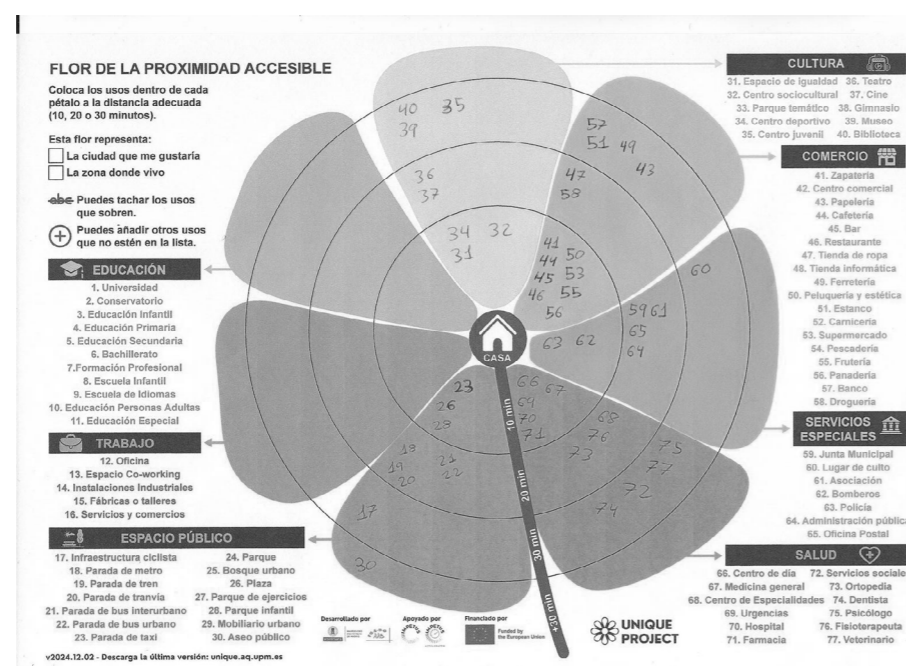 FLOR DE LA PROXIMIDAD ACCESIBLE
Coloca los usos dentro de cada
pétalo a la distancia adecuada
(10, 20 o 30 minutos).
Esta flor representa:
La ciudad que me gustaría
La zona donde vivo
abc Puedes tachar los usos
que sobren.
Puedes añadir otros usos
que no estén en la lista.
EDUCACIÓN
1. Universidad
2. Conservatorio
3. Educación Infantil
4. Educación Primaria
5. Educación Secundaria
6. Bachillerato
7.Formación Profesional
8. Escuela Infantil
9. Escuela de Idiomas
10. Educación Personas Adultas
11. Educación Especial
TRABAJO
12. Oficina
13. Espacio Co-working
14. Instalaciones Industriales
15. Fábricas o talleres
16. Servicios y comercios
ESPACIO PÚBLICO
17. Infraestructura ciclista
18. Parada de metro
19. Parada de tren
20. Parada de tranvía
21. Parada de bus interurbano
22. Parada de bus urbano
23. Parada de taxi
24. Parque
25. Bosque urbano
26. Plaza
27. Parque de ejercicios
28. Parque infantil
29. Mobiliario urbano
30. Aseo público
v2024.12.02 - Descarga la última versión: unique.aq.upm.es
40 35
39
36
37
34 32
31
57
51 49
43
47
58
41 50
44 53
45 55
46
56
60
59 61
65
64
63 62
CASA
23
26
28
18
19 21
20 22
17
30
66 67
69
70
71
68
76
73
75
77
72
74
10 min
20 min
30 min
+30 min
CULTURA
31. Espacio de igualdad 36. Teatro
32. Centro sociocultural 37. Cine
33. Parque temático 38. Gimnasio
34. Centro deportivo 39. Museo
35. Centro juvenil 40. Biblioteca
COMERCIO
41. Zapatería
42. Centro comercial
43. Papelería
44. Cafetería
45. Bar
46. Restaurante
47. Tienda de ropa
48. Tienda informática
49. Ferretería
50. Peluquería y estética
51. Estanco
52. Carnicería
53. Supermercado
54. Pescadería
55. Frutería
56. Panadería
57. Banco
58. Droguería
SERVICIOS
ESPECIALES
59. Junta Municipal
60. Lugar de culto
61. Asociación
62. Bomberos
63. Policía
64. Administración públic
65. Oficina Postal
SALUD
66. Centro de día 72. Servicios sociale
67. Medicina general 73. Ortopedia
68. Centro de Especialidades 74. Dentista
69. Urgencias 75. Psicólogo
70. Hospital 76. Fisioterapeuta
71. Farmacia 77. Veterinario
Desarrollado por
Apoyado por
Financiado por
Funded by
the European Union
UNIQUE
PROJECT